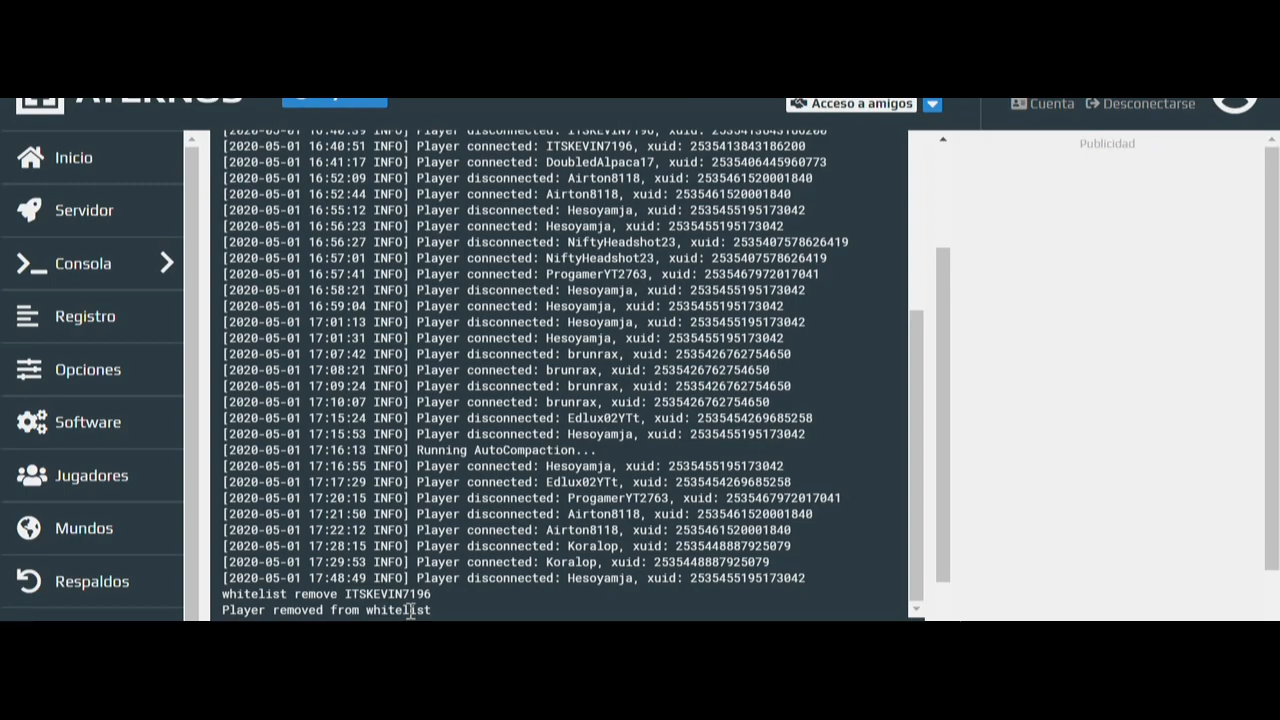 ATERNOS
Acceso a amigos
Cuenta
Desconectarse
Inicio
Servidor
Consola
Registro
Opciones
Software
Jugadores
Mundos
Respaldos
[2020-05-01 16:40:39 INFO] Player disconnected: ITSKEVIN7196, xuid: 2535413843186200
[2020-05-01 16:40:51 INFO] Player connected: ITSKEVIN7196, xuid: 2535413843186200
[2020-05-01 16:41:17 INFO] Player connected: DoubledAlpaca17, xuid: 2535406445960773
[2020-05-01 16:52:09 INFO] Player disconnected: Airton8118, xuid: 2535461520001840
[2020-05-01 16:52:44 INFO] Player connected: Airton8118, xuid: 2535461520001840
[2020-05-01 16:55:12 INFO] Player disconnected: Hesoyamja, xuid: 2535455195173042
[2020-05-01 16:56:23 INFO] Player connected: Hesoyamja, xuid: 2535455195173042
[2020-05-01 16:56:27 INFO] Player disconnected: NiftyHeadshot23, xuid: 2535407578626419
[2020-05-01 16:57:01 INFO] Player connected: NiftyHeadshot23, xuid: 2535407578626419
[2020-05-01 16:57:41 INFO] Player connected: ProgamerYT2763, xuid: 2535467972017041
[2020-05-01 16:58:21 INFO] Player disconnected: Hesoyamja, xuid: 2535455195173042
[2020-05-01 16:59:04 INFO] Player connected: Hesoyamja, xuid: 2535455195173042
[2020-05-01 17:01:13 INFO] Player disconnected: Hesoyamja, xuid: 2535455195173042
[2020-05-01 17:01:31 INFO] Player connected: Hesoyamja, xuid: 2535455195173042
[2020-05-01 17:07:42 INFO] Player disconnected: brunrax, xuid: 2535426762754650
[2020-05-01 17:08:21 INFO] Player connected: brunrax, xuid: 2535426762754650
[2020-05-01 17:09:24 INFO] Player disconnected: brunrax, xuid: 2535426762754650
[2020-05-01 17:10:07 INFO] Player connected: brunrax, xuid: 2535426762754650
[2020-05-01 17:15:24 INFO] Player disconnected: Edlux02YTt, xuid: 2535454269685258
[2020-05-01 17:15:53 INFO] Player disconnected: Hesoyamja, xuid: 2535455195173042
[2020-05-01 17:16:13 INFO] Running AutoCompaction...
[2020-05-01 17:16:55 INFO] Player connected: Hesoyamja, xuid: 2535455195173042
[2020-05-01 17:17:29 INFO] Player connected: Edlux02YTt, xuid: 2535454269685258
[2020-05-01 17:20:15 INFO] Player disconnected: ProgamerYT2763, xuid: 2535467972017041
[2020-05-01 17:21:50 INFO] Player disconnected: Airton8118, xuid: 2535461520001840
[2020-05-01 17:22:12 INFO] Player connected: Airton8118, xuid: 2535461520001840
[2020-05-01 17:28:15 INFO] Player disconnected: Koralop, xuid: 2535448887925079
[2020-05-01 17:29:53 INFO] Player connected: Koralop, xuid: 2535448887925079
[2020-05-01 17:48:49 INFO] Player disconnected: Hesoyamja, xuid: 2535455195173042
whitelist remove ITSKEVIN7196
Player removed from whitelist
Publicidad